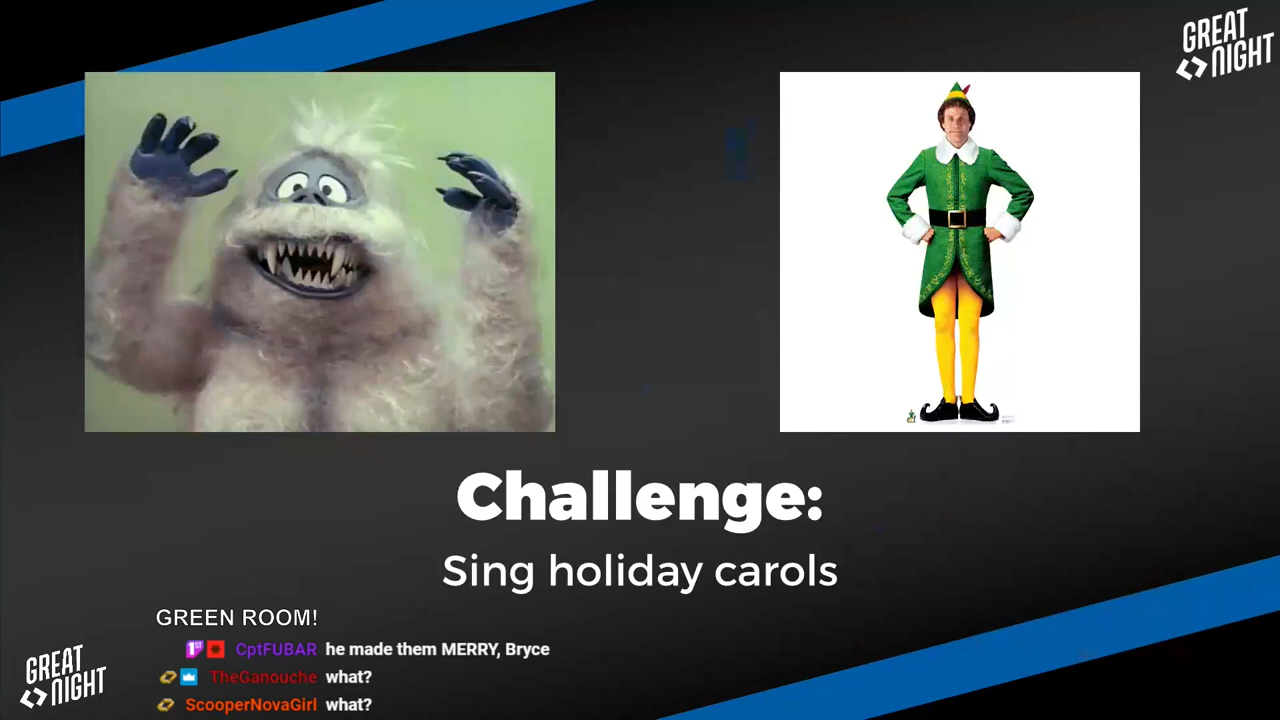 GREAT
NIGHT
Challenge:
Sing holiday carols
GREEN ROOM!
1ST CptFUBAR he made them MERRY, Bryce
TheGanouche what?
ScooperNovaGirl what?
GREAT
NIGHT